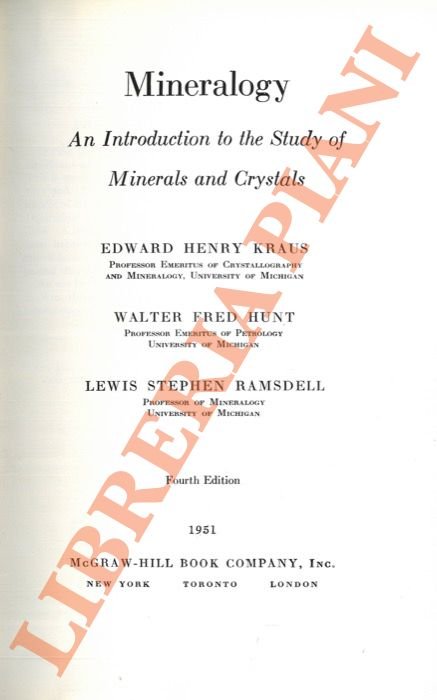 Mineralogy
An Introduction to the Study of
Minerals and Crystals
EDWARD HENRY KRAUS
PROFESSOR EMERITUS OF CRYSTALLOGRAPHY
AND MINERALOGY, UNIVERSITY OF MICHIGAN
WALTER FRED HUNT
PROFESSOR EMERITUS OF PETROLOGY
UNIVERSITY OF MICHIGAN
LEWIS STEPHEN RAMSDELL
PROFESSOR OF MINERALOGY
UNIVERSITY OF MICHIGAN
Fourth Edition
1951
McGRAW-HILL BOOK COMPANY, INC.
NEW YORK TORONTO LONDON
LIBRERIA PIANI